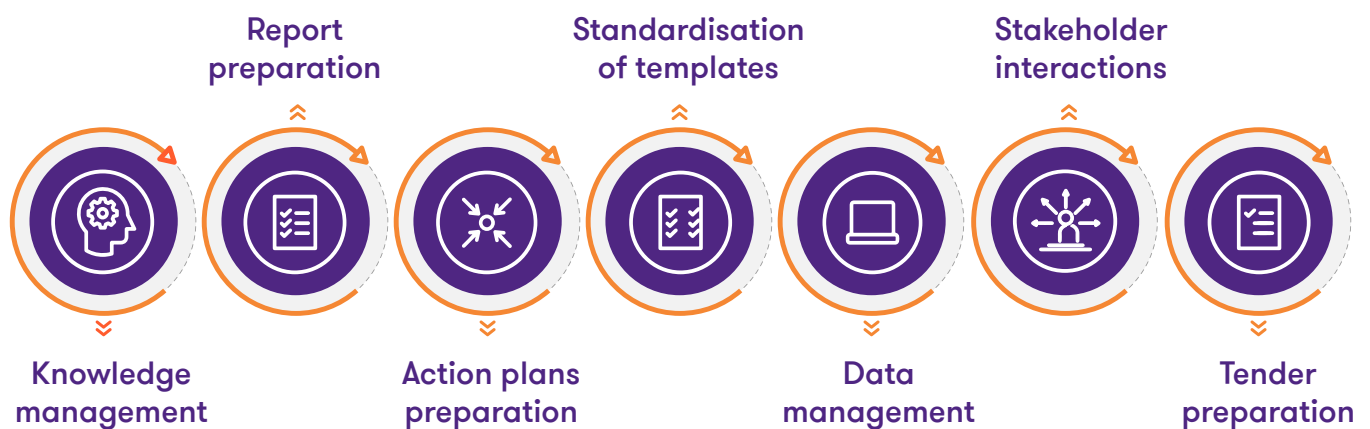 Report
preparation
Standardisation
of templates
Stakeholder
interactions
Knowledge
management
Action plans
preparation
Data
management
Tender
preparation